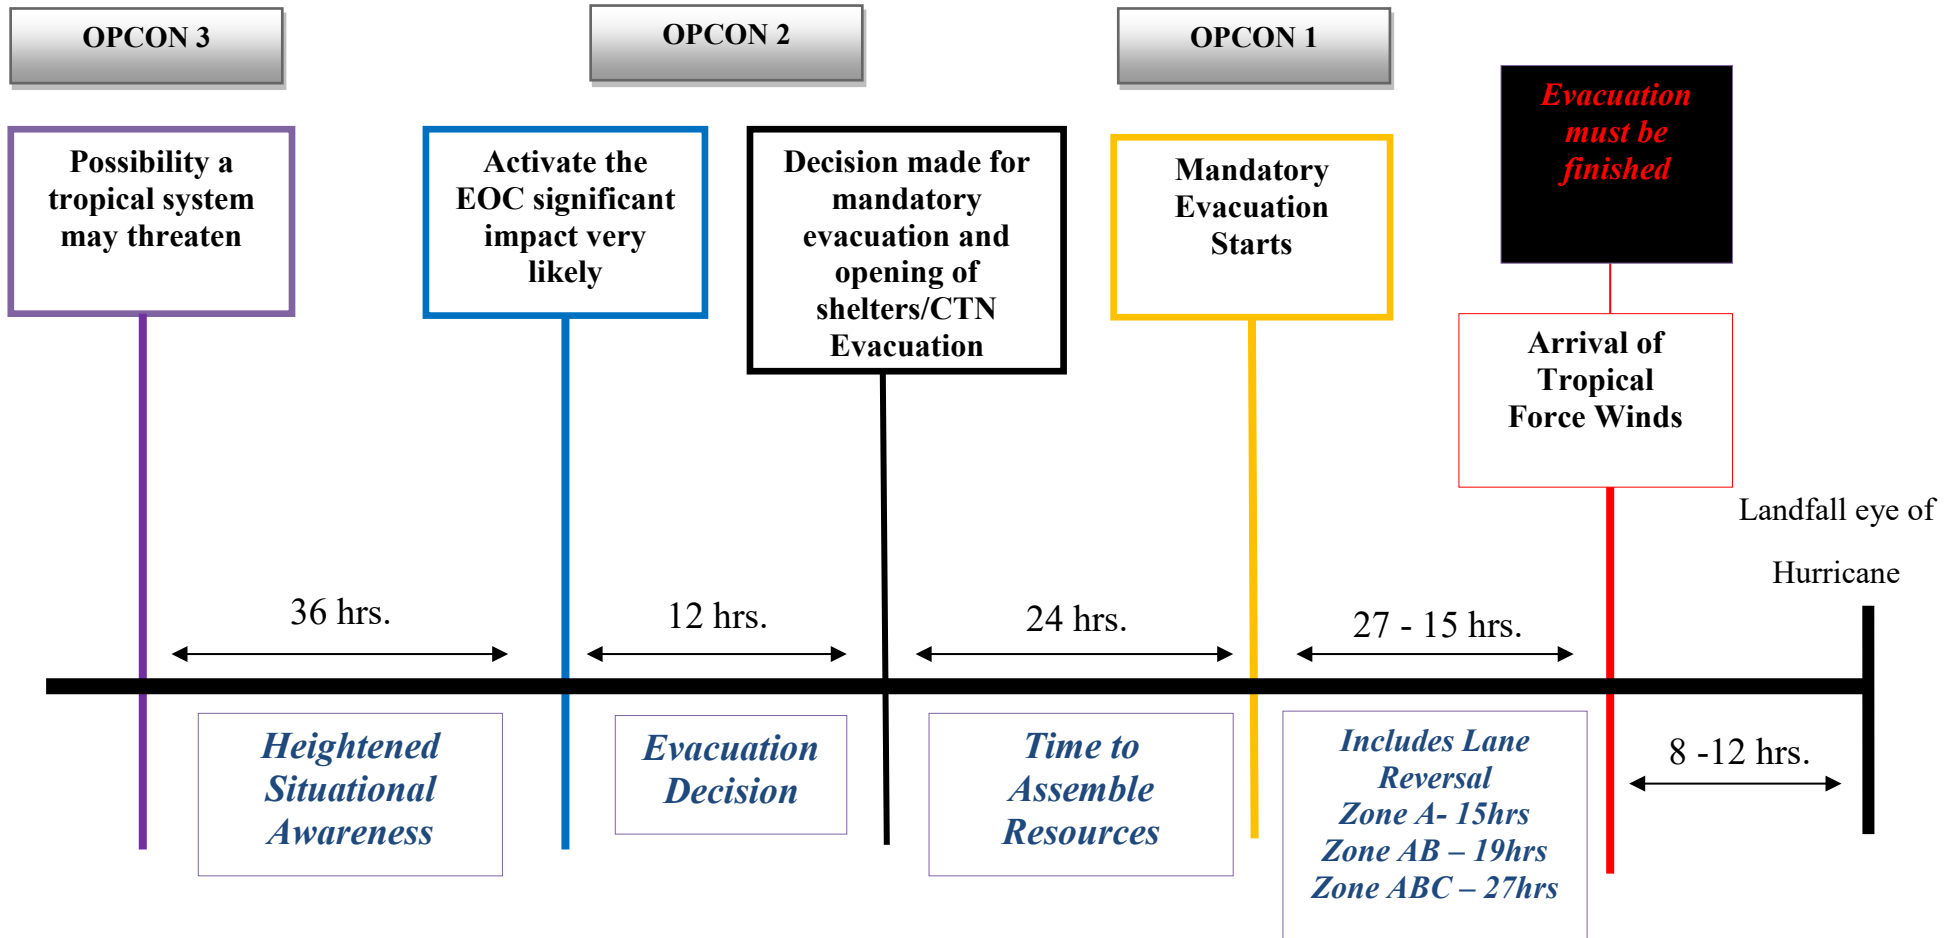 OPCON 3
OPCON 2
OPCON 1
Possibility a
tropical system
may threaten
Activate the
EOC significant
impact very
likely
Decision made for
mandatory
evacuation and
opening of
shelters/CTN
Evacuation
Mandatory
Evacuation
Starts
Evacuation
must be
finished
Arrival of
Tropical
Force Winds
Landfall eye of
Hurricane
36 hrs.
12 hrs.
24 hrs.
27 - 15 hrs.
Heightened
Situational
Awareness
Evacuation
Decision
Time to
Assemble
Resources
Includes Lane
Reversal
Zone A- 15hrs
Zone AB – 19hrs
Zone ABC – 27hrs
8 -12 hrs.